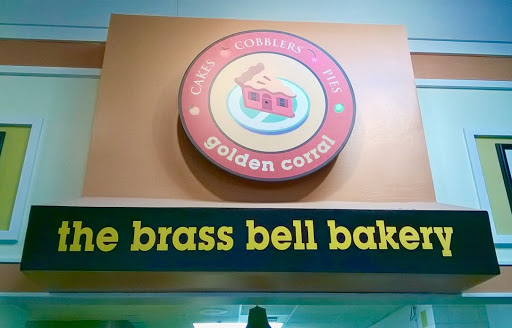 CAKES • COBBLERS • PIES
golden corral
the brass bell bakery